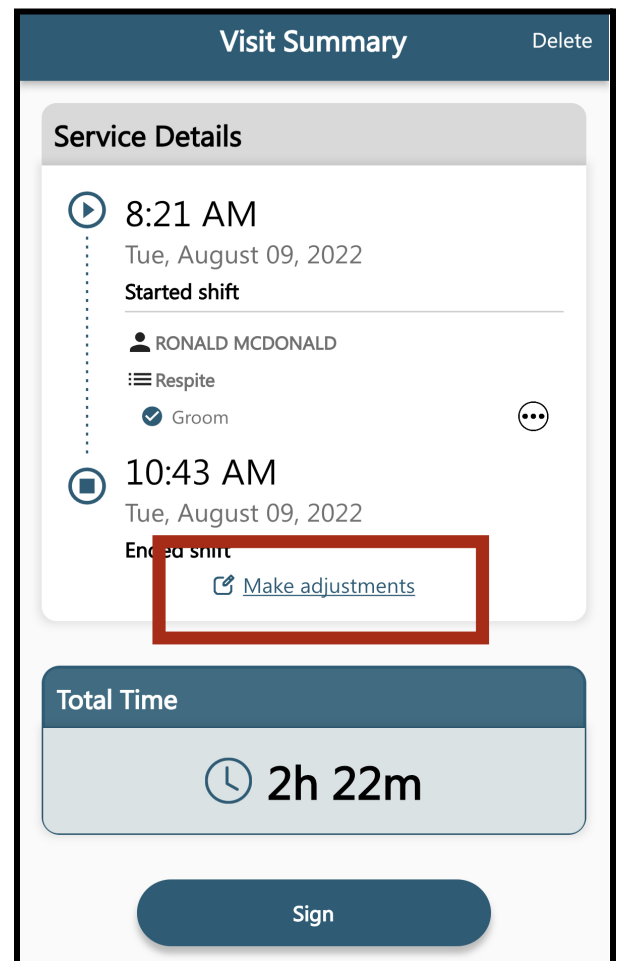 Visit Summary
Delete
Service Details
8:21 AM
Tue, August 09, 2022
Started shift
RONALD MCDONALD
Respite
Groom
10:43 AM
Tue, August 09, 2022
Ended shift
Make adjustments
Total Time
2h 22m
Sign